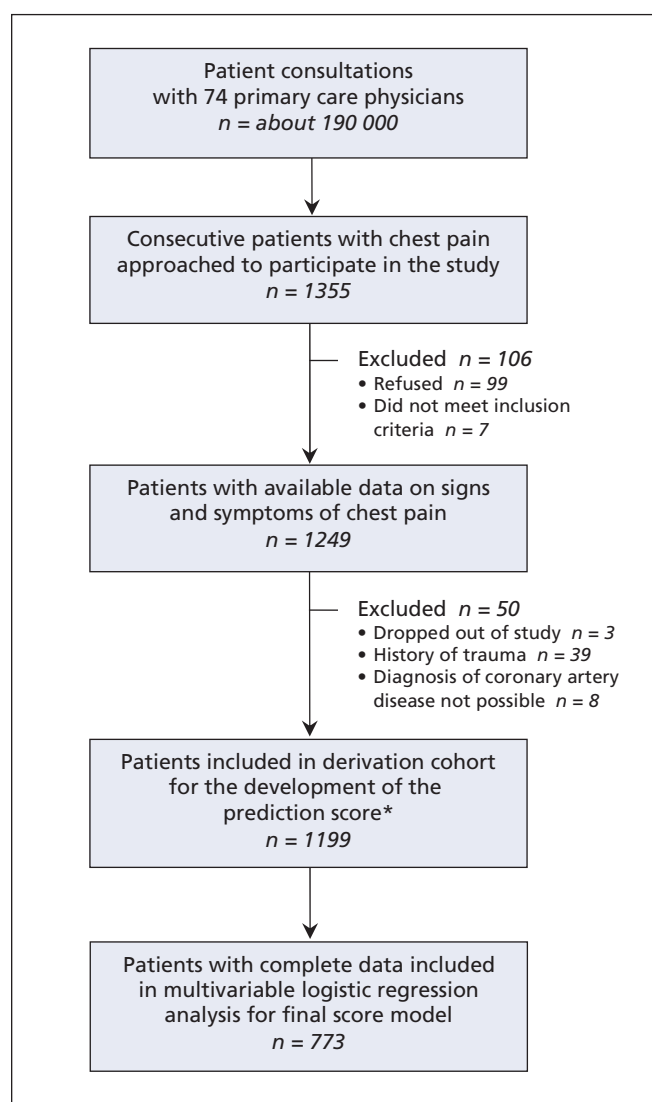 Patient consultations
with 74 primary care physicians
n = about 190 000
Consecutive patients with chest pain
approached to participate in the study
n = 1355
Excluded n = 106
• Refused n = 99
• Did not meet inclusion
criteria n = 7
Patients with available data on signs
and symptoms of chest pain
n = 1249
Excluded n = 50
• Dropped out of study n = 3
• History of trauma n = 39
• Diagnosis of coronary artery
disease not possible n = 8
Patients included in derivation cohort
for the development of the
prediction score*
n = 1199
Patients with complete data included
in multivariable logistic regression
analysis for final score model
n = 773